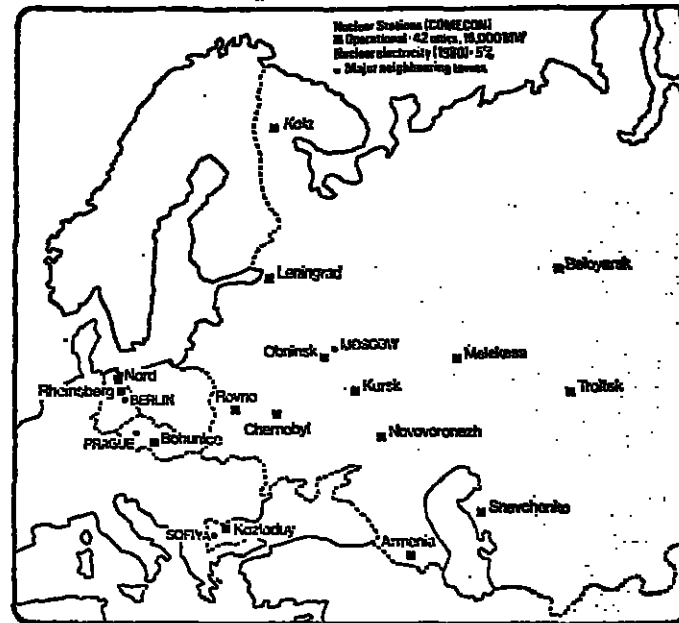 Nuclear Stations (COMECON)
■ Operational - 42 units, 16,000MW
Nuclear electricity (1980)- 5%
• Major neighbouring towns
Kola
Leningrad
Beloyarsk
Obninsk
MOSCOW
Melekess
Nord
Rheinsberg
BERLIN
Rovno
Kursk
Troitsk
Chernobyl
PRAGUE
Bohunice
Novovoronezh
Shevchenko
SOFIYA
Kozloduy
Armenia